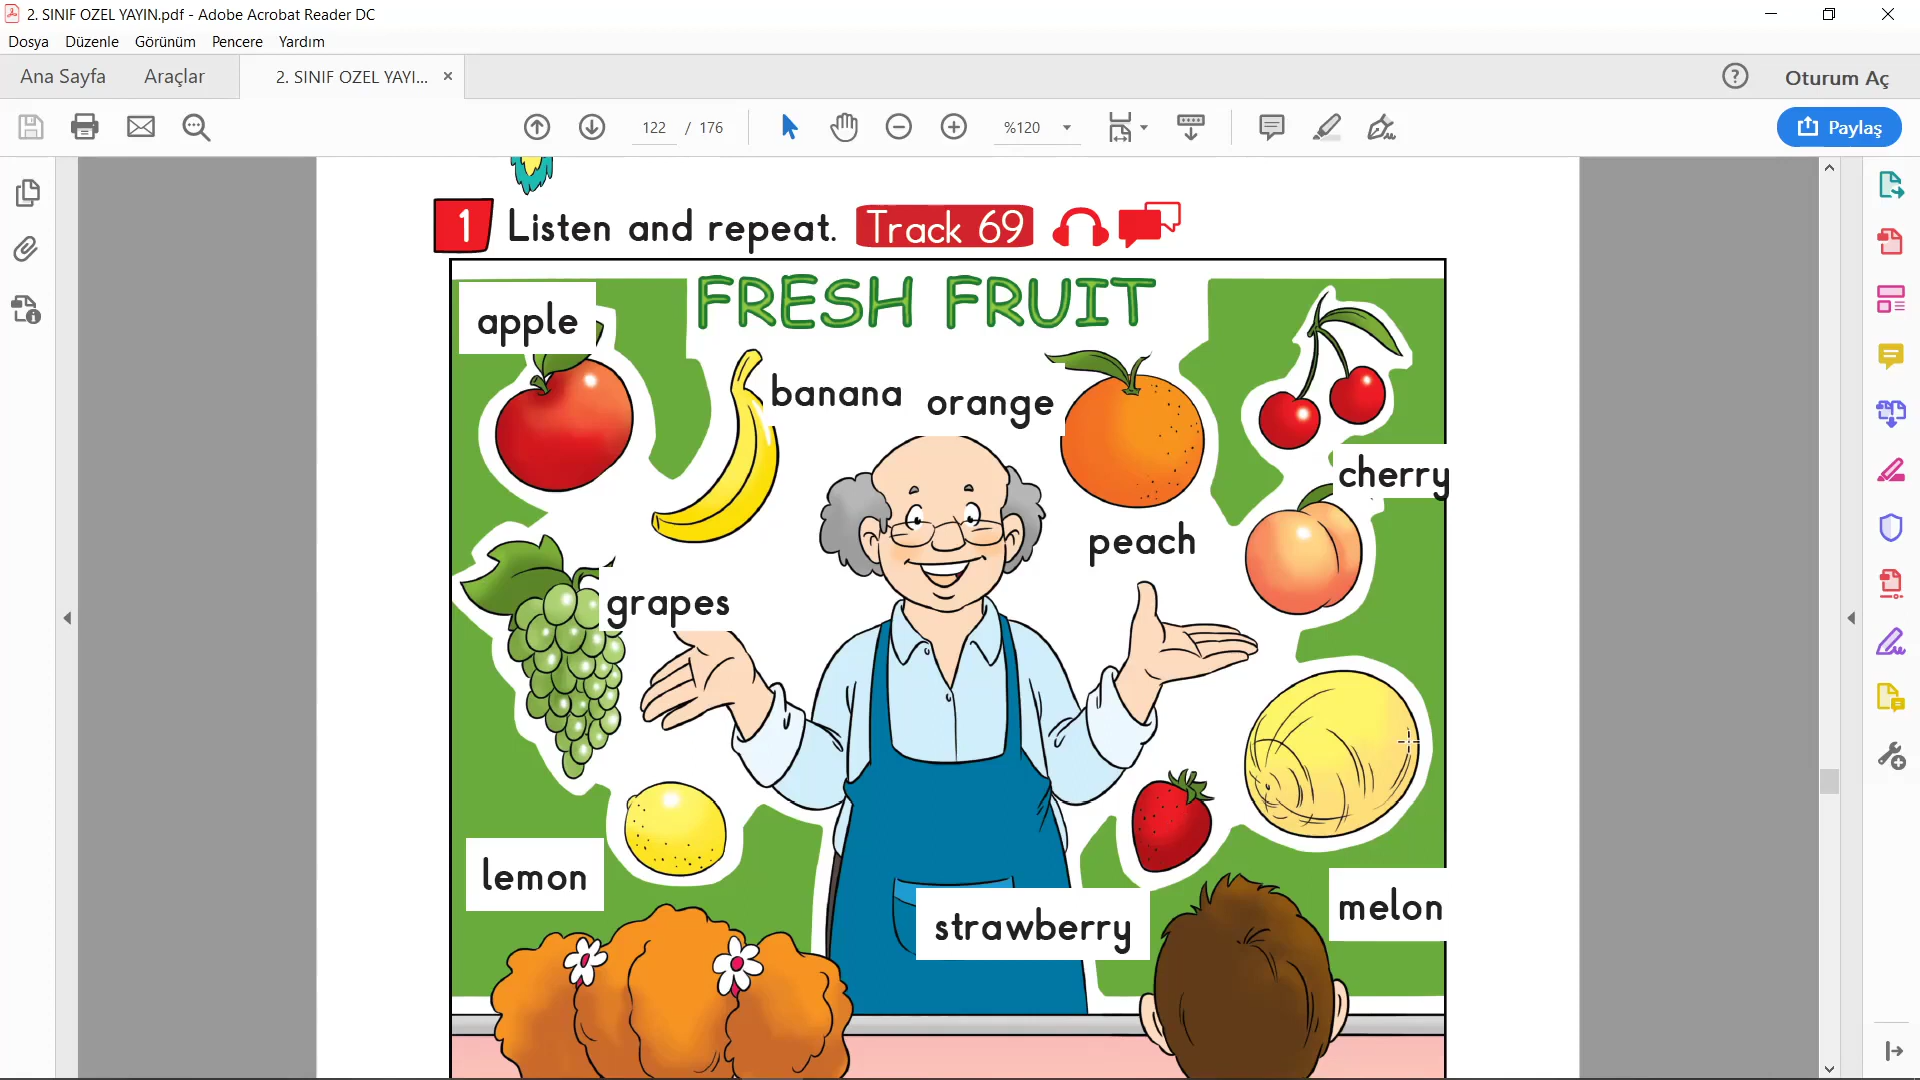 2. SINIF OZEL YAYIN.pdf - Adobe Acrobat Reader DC
Dosya Düzenle Görünüm Pencere Yardım
Ana Sayfa Araçlar 2. SINIF OZEL YAYI... × ? Oturum Aç
122 / 176 %120 Paylaş
1 Listen and repeat. Track 69
FRESH FRUIT
apple
banana
orange
cherry
peach
grapes
lemon
strawberry
melon